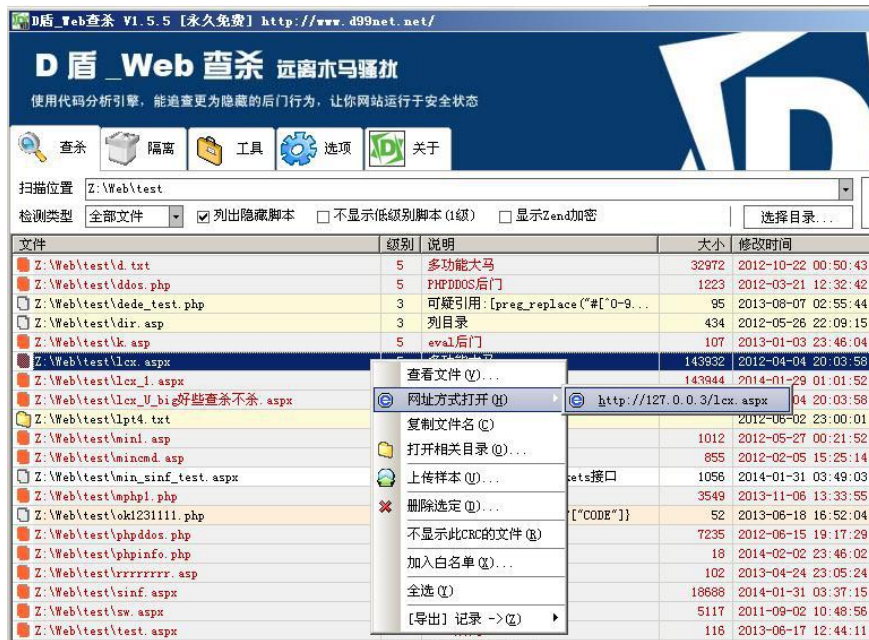 D盾_Web查杀 V1.5.5 [永久免费] http://www.d99net.net/
D 盾 _Web 查杀 远离木马骚扰
使用代码分析引擎，能追查更为隐藏的后门行为，让你网站运行于安全状态
查杀 隔离 工具 选项 关于
扫描位置 Z:\Web\test
检测类型 全部文件 列出隐藏脚本 不显示低级别脚本(1级) 显示Zend加密 选择目录...
文件 级别 说明 大小 修改时间
Z:\Web\test\d.txt 5 多功能大马 32972 2012-10-22 00:50:43
Z:\Web\test\ddos.php 5 PHPDDOS后门 1223 2012-03-21 12:32:42
Z:\Web\test\dede_test.php 3 可疑引用:[preg_replace("#[^0-9... 95 2013-08-07 02:55:44
Z:\Web\test\dir.asp 3 列目录 434 2012-05-26 22:09:15
Z:\Web\test\k.asp 5 eval后门 107 2013-01-03 23:46:04
Z:\Web\test\lcx.aspx 143932 2012-04-04 20:03:58
查看文件(V)...
Z:\Web\test\lcx_1.aspx 143944 2014-01-29 01:01:52
Z:\Web\test\lcx_U_big好些查杀不杀.aspx 网址方式打开(H) http://127.0.0.3/lcx.aspx 04 20:03:58
Z:\Web\test\lpt4.txt 复制文件名(C) 2012-06-02 23:00:01
Z:\Web\test\min1.asp 打开相关目录(O)... 1012 2012-05-27 00:21:52
Z:\Web\test\mincmd.asp 855 2012-02-05 15:25:14
Z:\Web\test\min_sinf_test.aspx 上传样本(U)... kets接口 1056 2014-01-31 03:49:03
Z:\Web\test\mphp1.php 删除选定(D)... 3549 2013-11-06 13:33:55
Z:\Web\test\ok1231111.php ["CODE"]} 52 2013-06-18 16:52:04
Z:\Web\test\phpddos.php 不显示此CRC的文件(R) 7235 2012-06-15 19:17:29
Z:\Web\test\phpinfo.php 加入白名单(X)... 18 2014-02-02 23:46:02
Z:\Web\test\rrrrrrrr.asp 102 2013-04-24 23:05:24
Z:\Web\test\sinf.aspx 全选(Y) 18688 2014-01-31 03:37:15
Z:\Web\test\sw.aspx [导出] 记录 ->(Z) 5117 2011-09-02 10:48:56
Z:\Web\test\test.aspx 116 2013-06-17 12:44:11